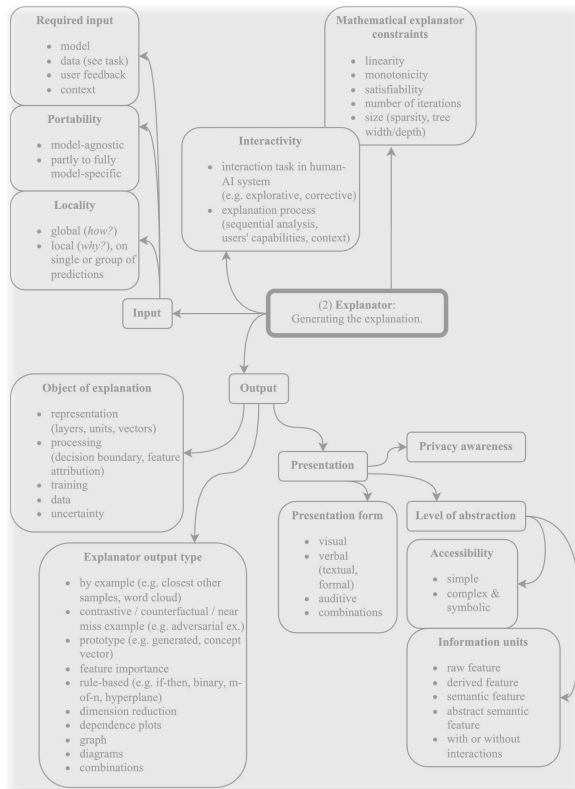 Required input
model
data (see task)
user feedback
context
Portability
model-agnostic
partly to fully
model-specific
Locality
global (how?)
local (why?), on
single or group of
predictions
Input
Mathematical explanator
constraints
linearity
monotonicity
satisfiability
number of iterations
size (sparsity, tree
width/depth)
Interactivity
interaction task in human-
AI system
(e.g. explorative, corrective)
explanation process
(sequential analysis,
users' capabilities, context)
(2) Explanator:
Generating the explanation.
Output
Object of explanation
representation
(layers, units, vectors)
processing
(decision boundary, feature
attribution)
training
data
uncertainty
Explanator output type
by example (e.g. closest other
samples, word cloud)
contrastive / counterfactual / near
miss example (e.g. adversarial ex.)
prototype (e.g. generated, concept
vector)
feature importance
rule-based (e.g. if-then, binary, m-
of-n, hyperplane)
dimension reduction
dependence plots
graph
diagrams
combinations
Presentation
Privacy awareness
Presentation form
visual
verbal
(textual,
formal)
auditive
combinations
Level of abstraction
Accessibility
simple
complex &
symbolic
Information units
raw feature
derived feature
semantic feature
abstract semantic
feature
with or without
interactions